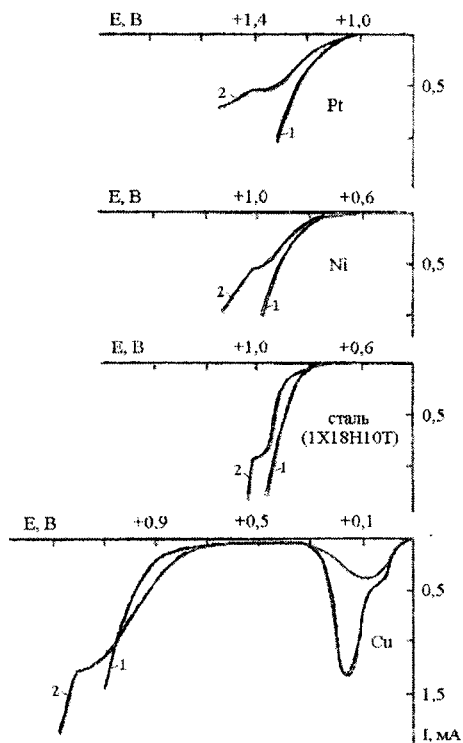 E, В +1,4 +1,0
0,5
Pt
2
1
E, В +1,0 +0,6
0,5
Ni
2
1
E, В +1,0 +0,6
0,5
сталь
(1Х18Н10Т)
2
1
E, В +0,9 +0,5 +0,1
0,5
Cu
2
1
1,5
I, мА